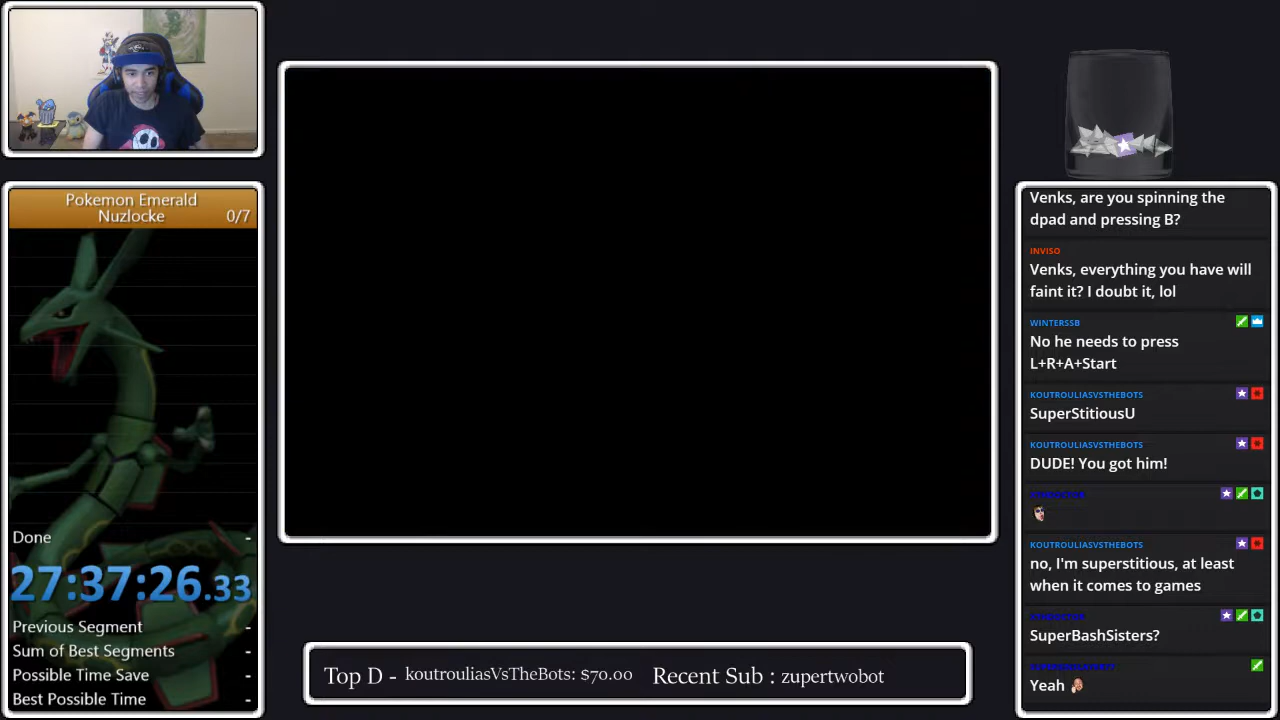 Pokemon Emerald
Nuzlocke 0/7
Done -
27:37:26.33
Previous Segment -
Sum of Best Segments -
Possible Time Save -
Best Possible Time -
Top D - koutrouliasVsTheBots: $70.00 Recent Sub : zupertwobot
Venks, are you spinning the
dpad and pressing B?
INVISO
Venks, everything you have will
faint it? I doubt it, lol
WINTERSSB
No he needs to press
L+R+A+Start
KOUTROULIASVSTHEBOTS
SuperStitiousU
KOUTROULIASVSTHEBOTS
DUDE! You got him!
KOUTROULIASVSTHEBOTS
no, I'm superstitious, at least
when it comes to games
SuperBashSisters?
Yeah